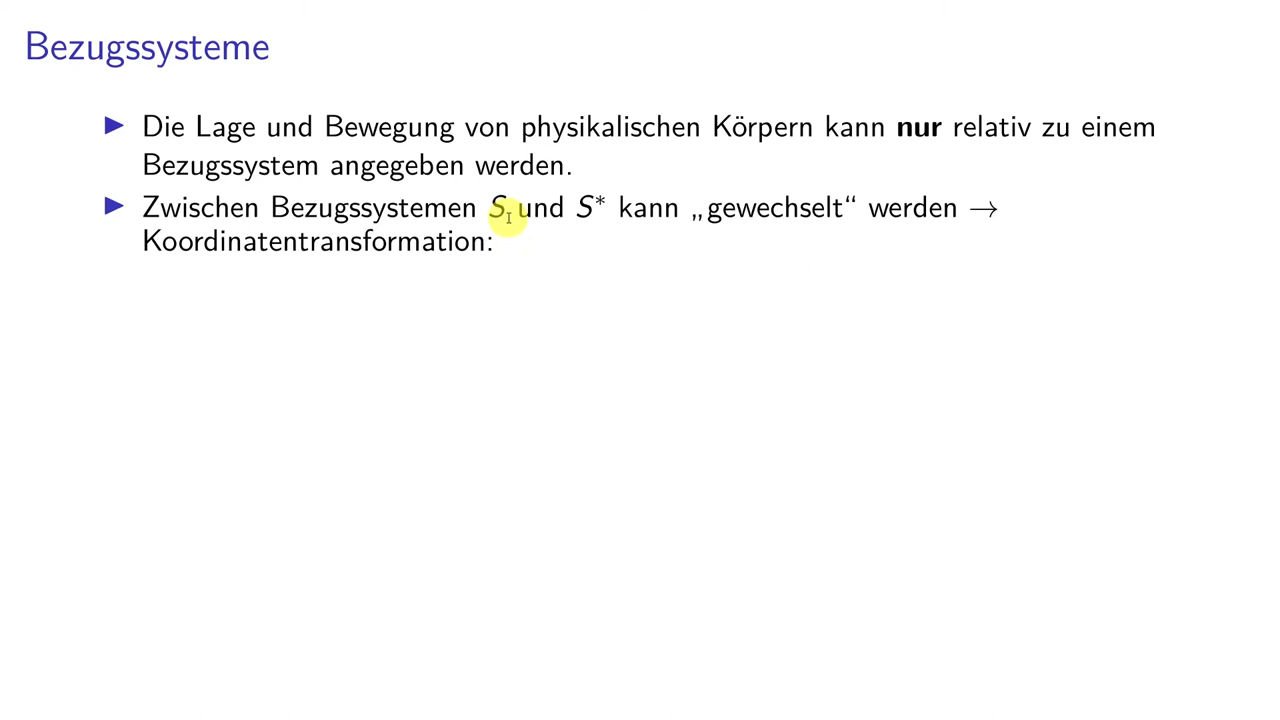 Bezugssysteme
▶ Die Lage und Bewegung von physikalischen Körpern kann nur relativ zu einem
Bezugssystem angegeben werden.
▶ Zwischen Bezugssystemen S und S* kann „gewechselt“ werden →
Koordinatentransformation: